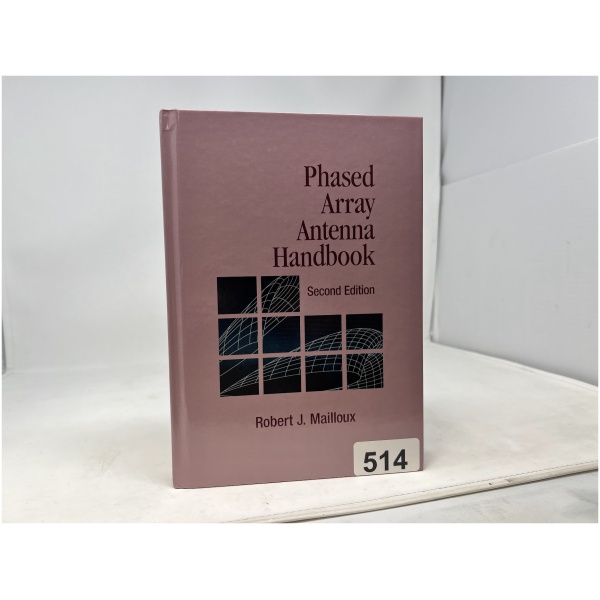 Phased
Array
Antenna
Handbook
Second Edition
Robert J. Mailloux
514